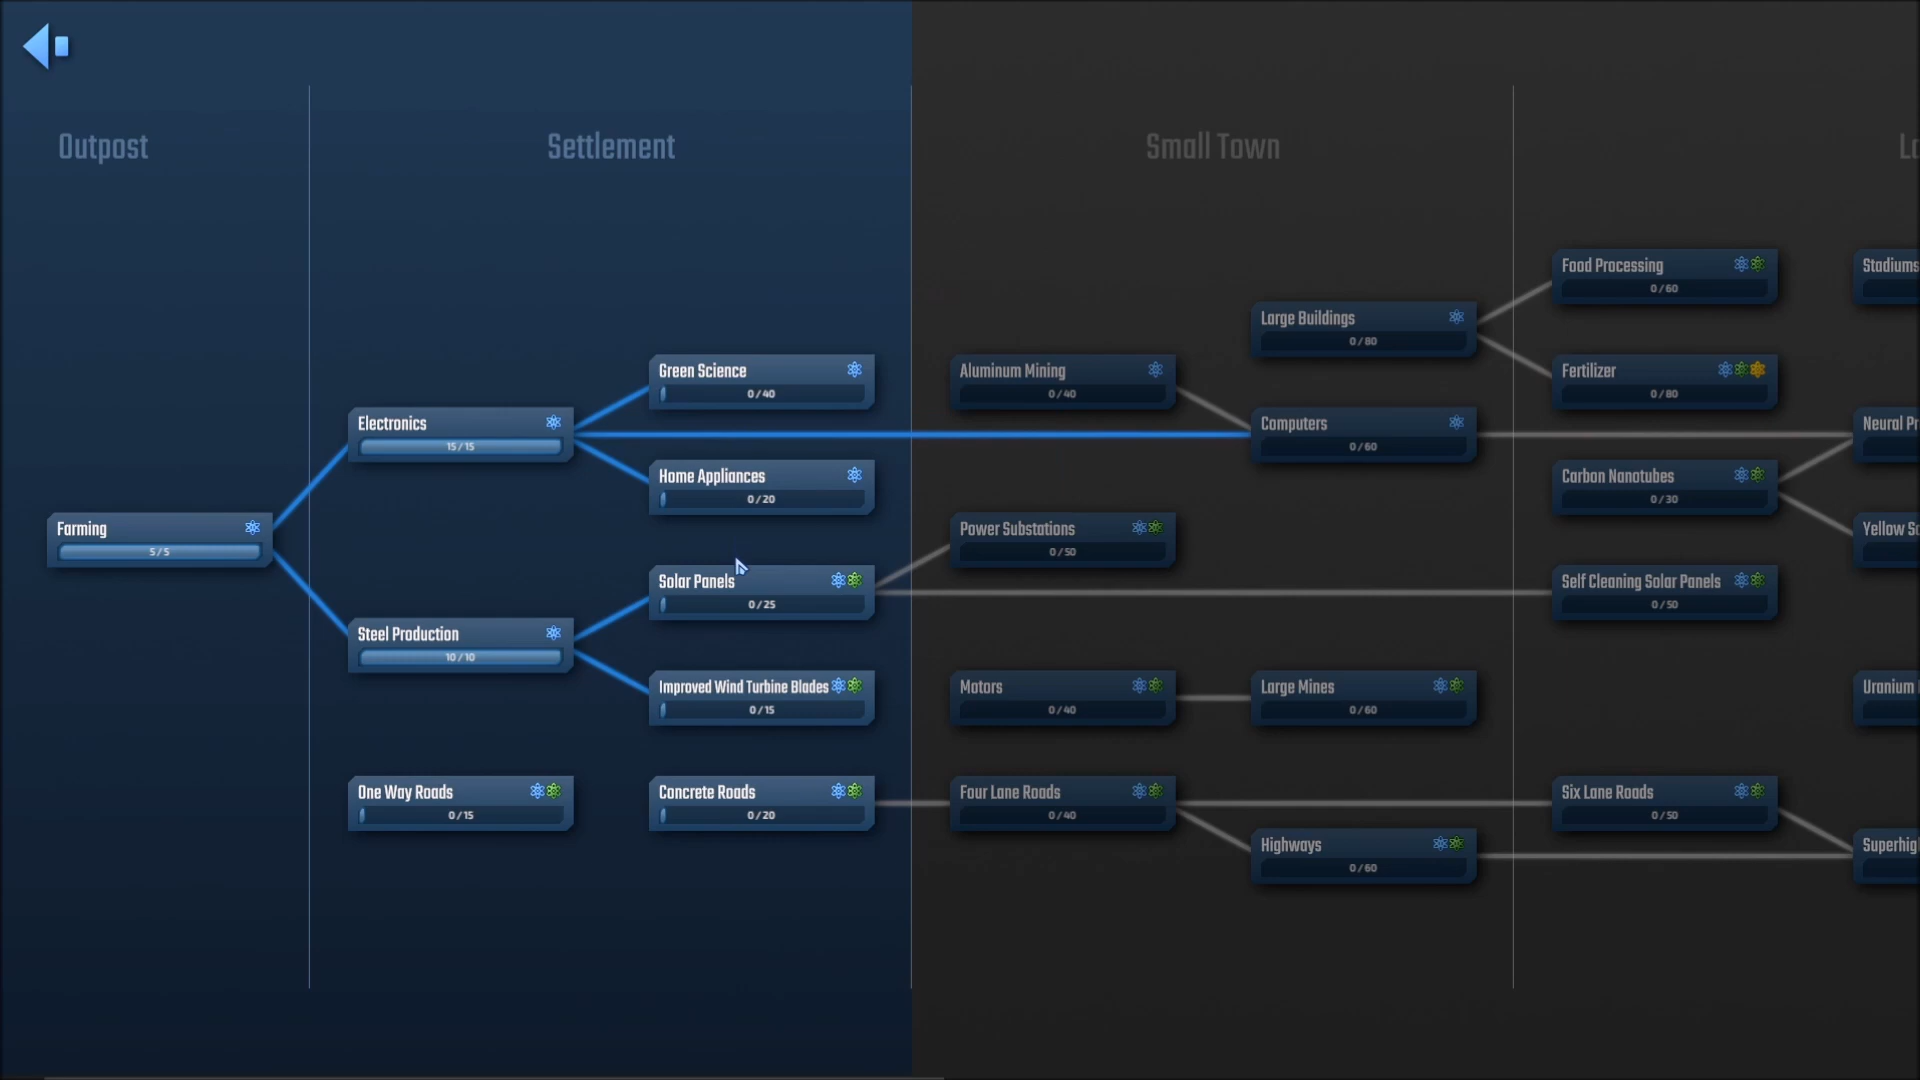 Outpost
Settlement
Small Town
Farming
5/5
Electronics
15/15
Steel Production
10/10
One Way Roads
0/15
Green Science
0/40
Home Appliances
0/20
Solar Panels
0/25
Improved Wind Turbine Blades
0/15
Concrete Roads
0/20
Aluminum Mining
0/40
Power Substations
0/50
Motors
0/40
Four Lane Roads
0/40
Large Buildings
0/80
Computers
0/60
Large Mines
0/60
Highways
0/60
Food Processing
0/60
Fertilizer
0/80
Carbon Nanotubes
0/30
Self Cleaning Solar Panels
0/50
Six Lane Roads
0/50
Stadiums
Neural Pr
Yellow Sc
Uranium
Superhig